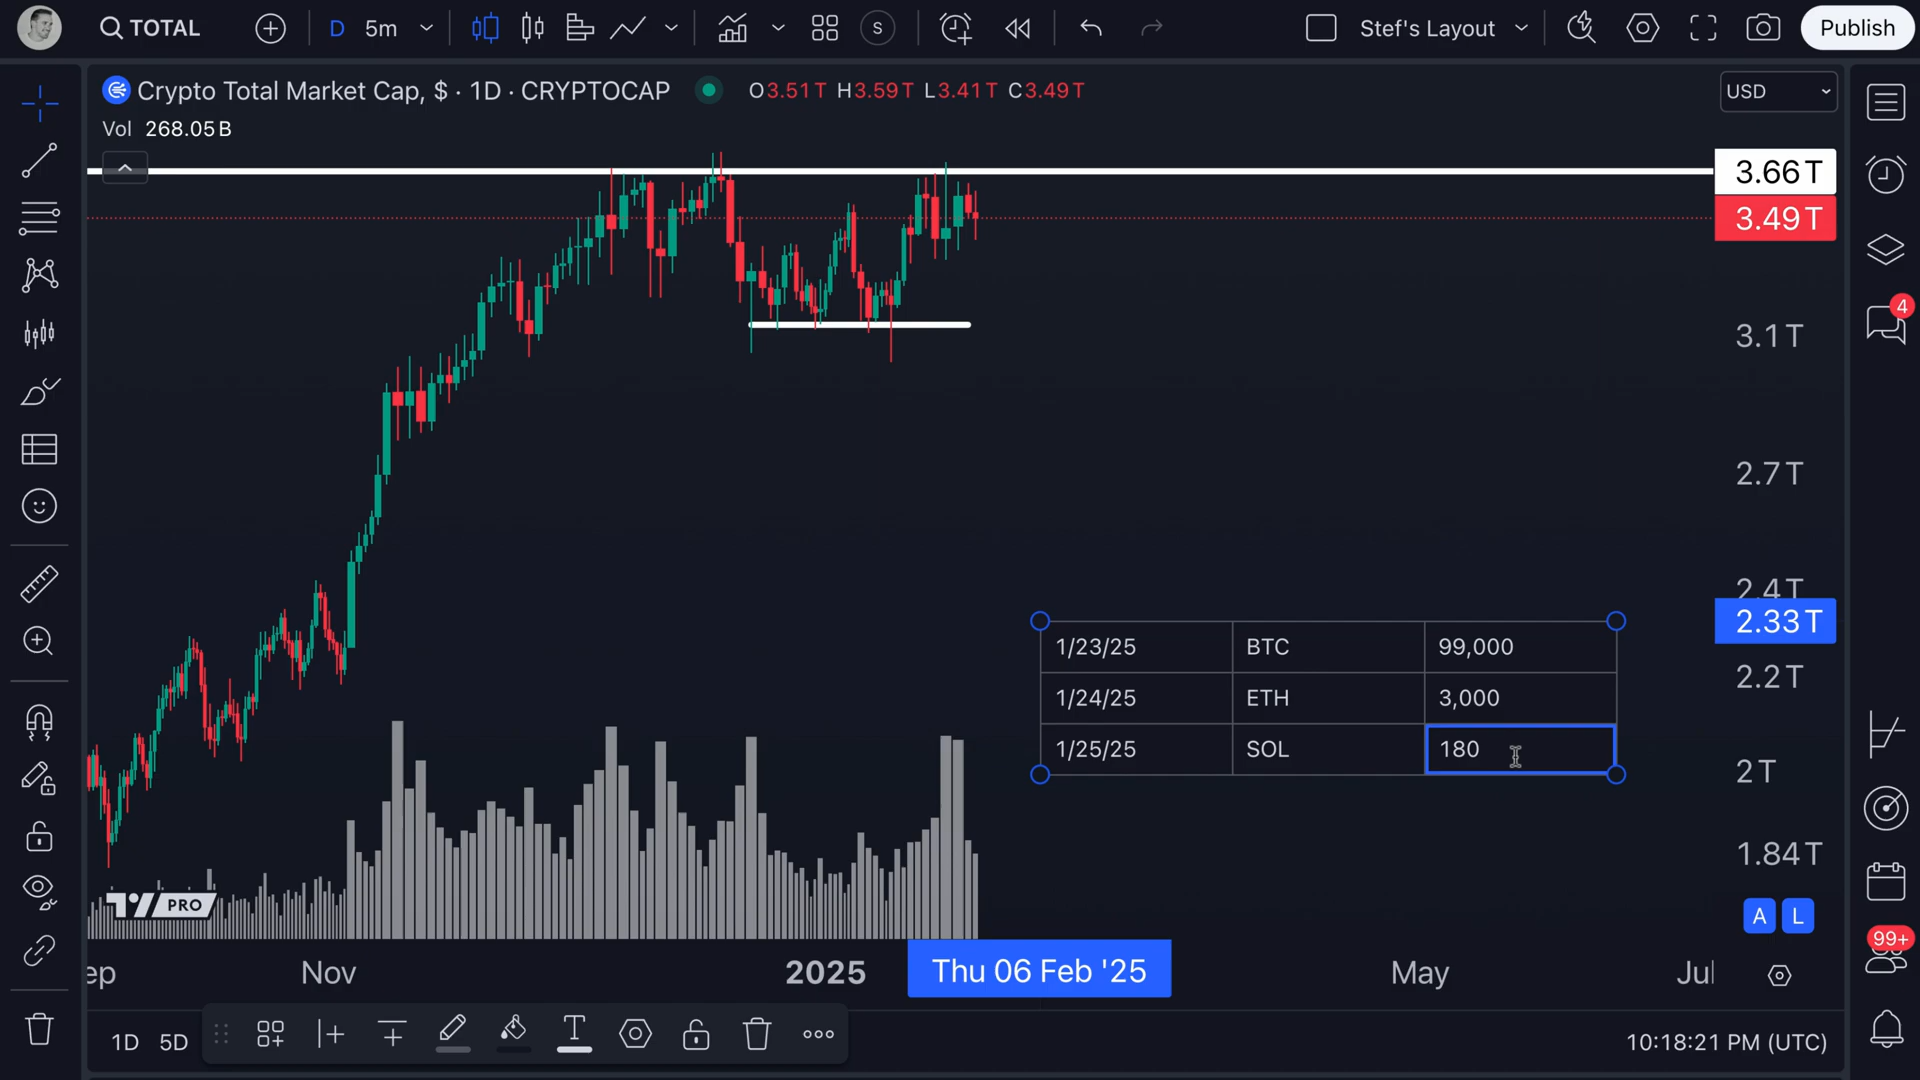 TOTAL D 5m S Stef's Layout Publish
Crypto Total Market Cap, $ · 1D · CRYPTOCAP O3.51T H3.59T L3.41T C3.49T USD
Vol 268.05B
3.66T
3.49T
4
3.1T
2.7T
2.4T
2.33T
1/23/25 BTC 99,000
2.2T
1/24/25 ETH 3,000
1/25/25 SOL 180
2T
1.84T
PRO
A L
99+
ep Nov 2025 Thu 06 Feb '25 May Jul
1D 5D T 10:18:21 PM (UTC)